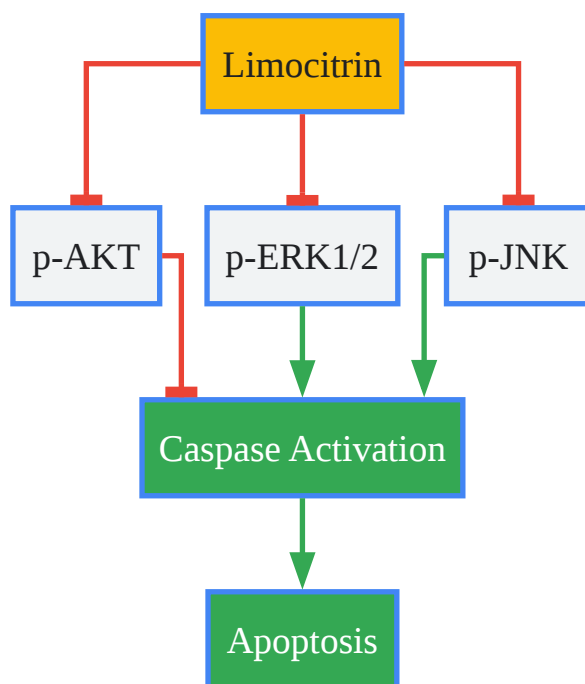 Limocitrin
p-AKT
p-ERK1/2
p-JNK
Caspase Activation
Apoptosis